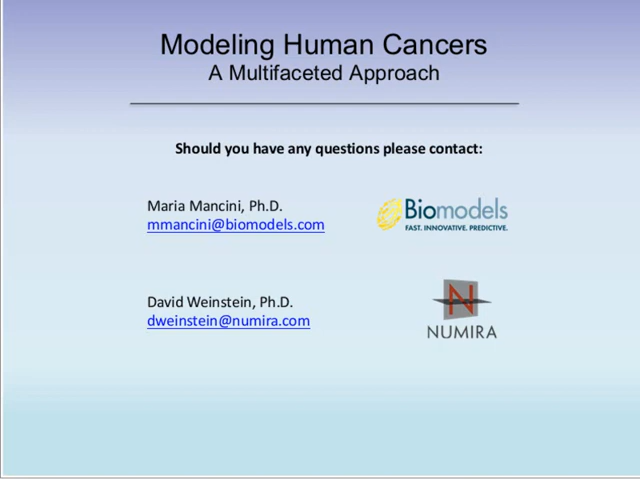 Modeling Human Cancers
A Multifaceted Approach
Should you have any questions please contact:
Maria Mancini, Ph.D.
mmancini@biomodels.com
Biomodels
FAST. INNOVATIVE. PREDICTIVE.
David Weinstein, Ph.D.
dweinstein@numira.com
N
NUMIRA